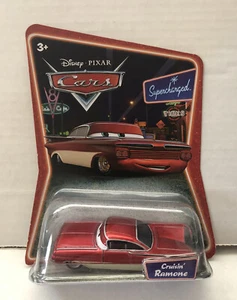 Disney · PIXAR
3+
Cars
Supercharged.
Cruisin'
Ramone